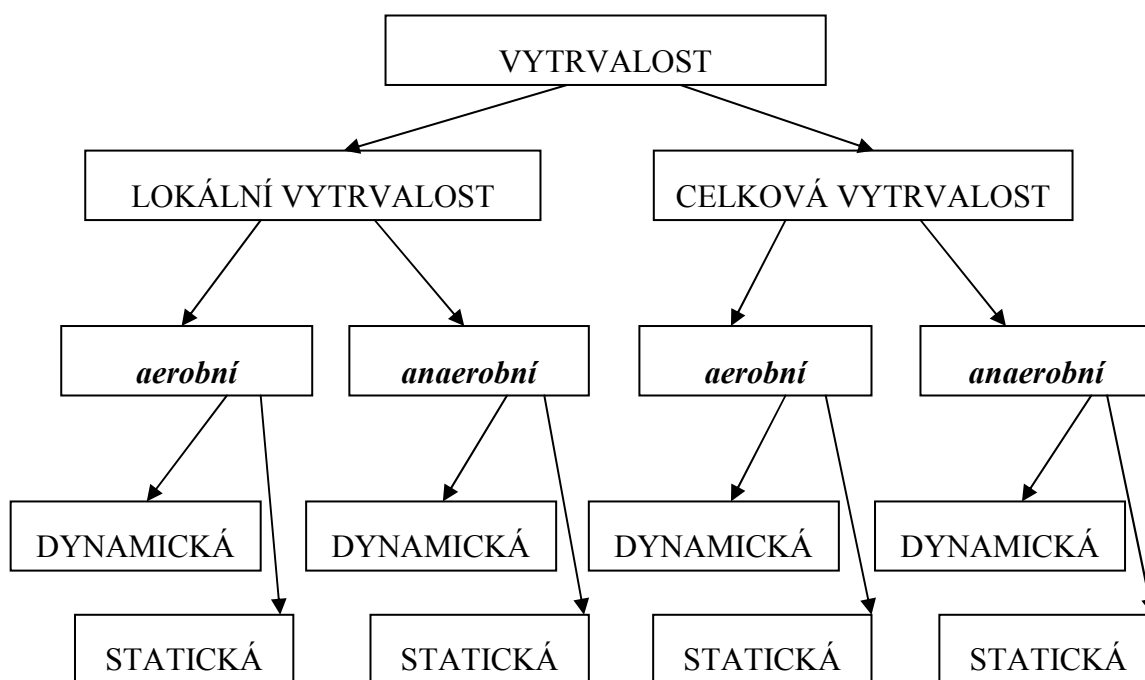 VYTRVALOST
LOKÁLNÍ VYTRVALOST
CELKOVÁ VYTRVALOST
aerobní
anaerobní
aerobní
anaerobní
DYNAMICKÁ
DYNAMICKÁ
DYNAMICKÁ
DYNAMICKÁ
STATICKÁ
STATICKÁ
STATICKÁ
STATICKÁ